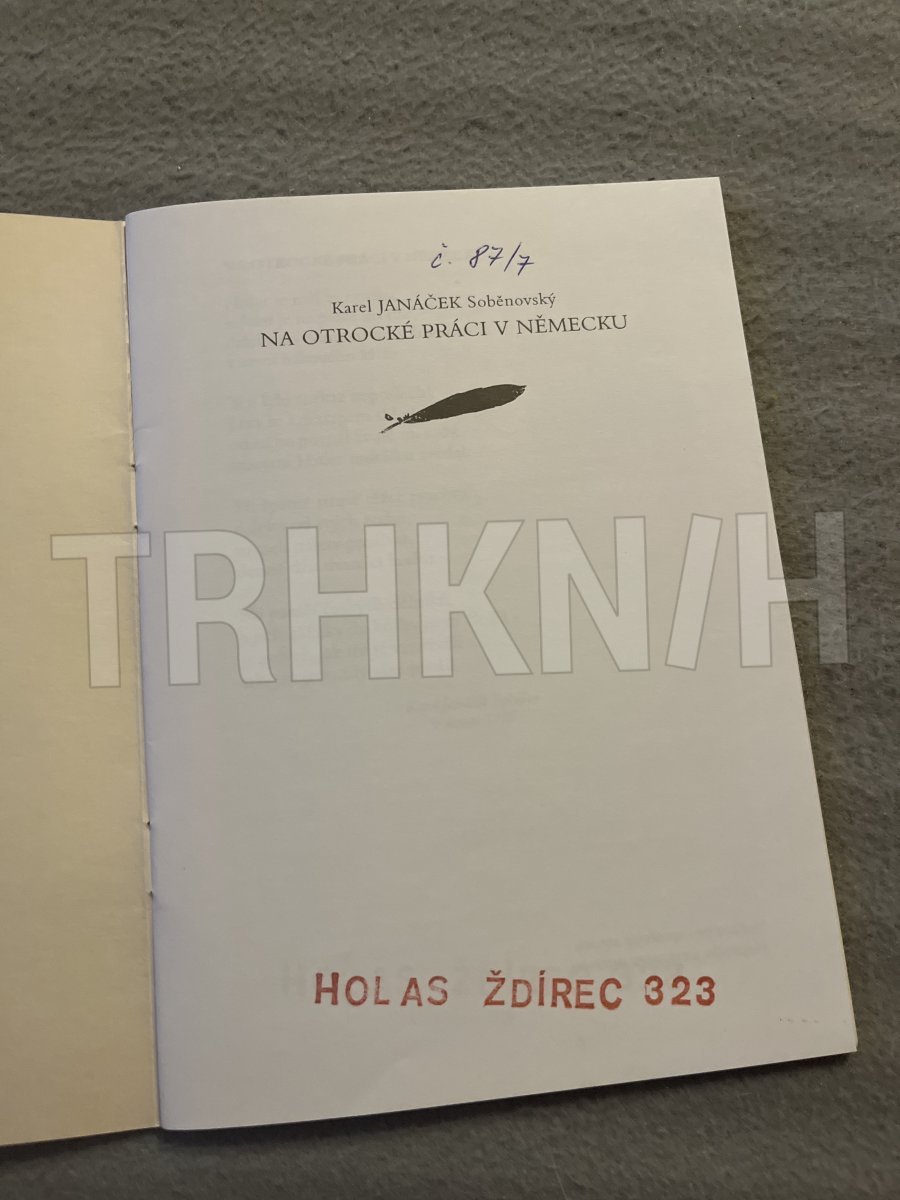 č. 87/7
Karel JANÁČEK Soběnovský
NA OTROCKÉ PRÁCI V NĚMECKU
TRHKNIH
HOLAS ŽDÍREC 323